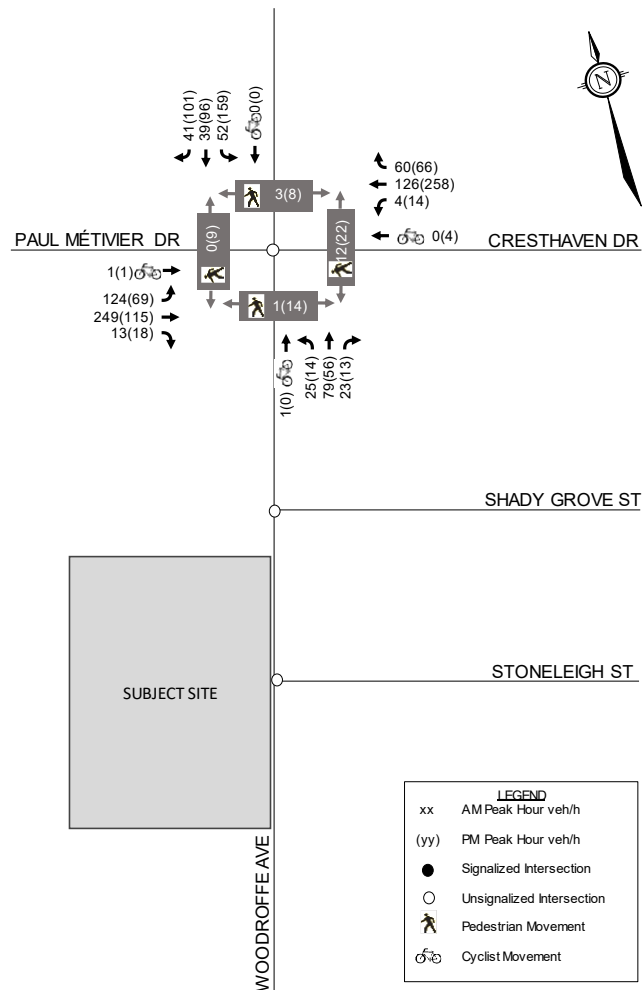 N
41(101)
39(96)
52(159)
0(0)
60(66)
126(258)
4(14)
3(8)
0(9)
12(22)
1(14)
PAUL MÉTIVIER DR
CRESTHAVEN DR
0(4)
1(1)
124(69)
249(115)
13(18)
1(0)
25(14)
79(56)
23(13)
SHADY GROVE ST
STONELEIGH ST
SUBJECT SITE
WOODROFFE AVE
LEGEND
xx AM Peak Hour veh/h
(yy) PM Peak Hour veh/h
Signalized Intersection
Unsignalized Intersection
Pedestrian Movement
Cyclist Movement